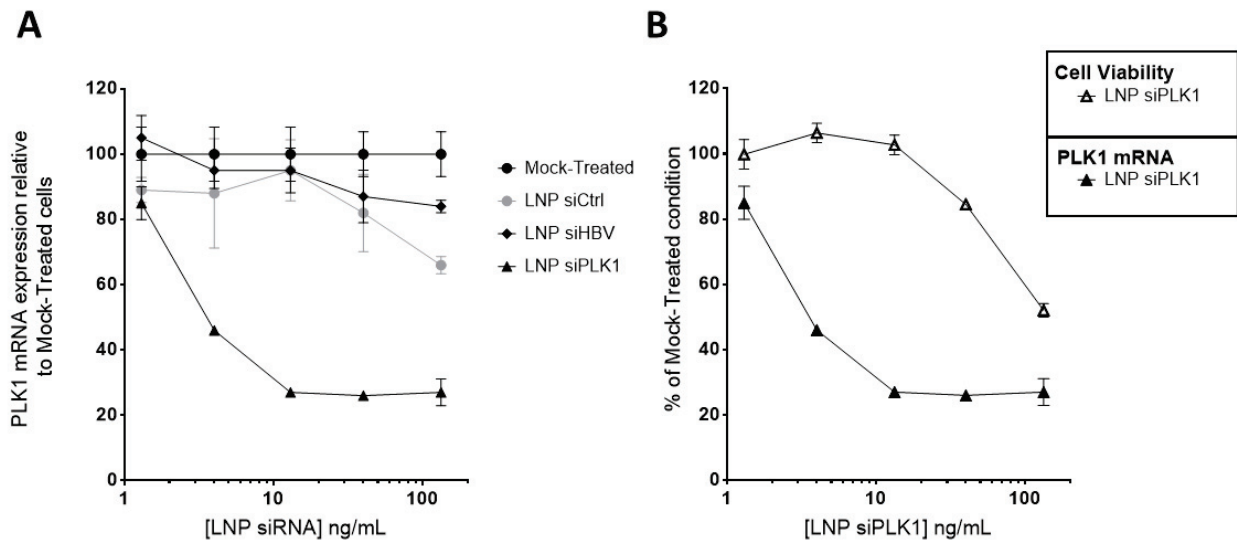 A
PLK1 mRNA expression relative
to Mock-Treated cells
120
100
80
60
40
20
0
1
10
100
[LNP siRNA] ng/mL
Mock-Treated
LNP siCtrl
LNP siHBV
LNP siPLK1
B
% of Mock-Treated condition
120
100
80
60
40
20
0
1
10
100
[LNP siPLK1] ng/mL
Cell Viability
LNP siPLK1
PLK1 mRNA
LNP siPLK1